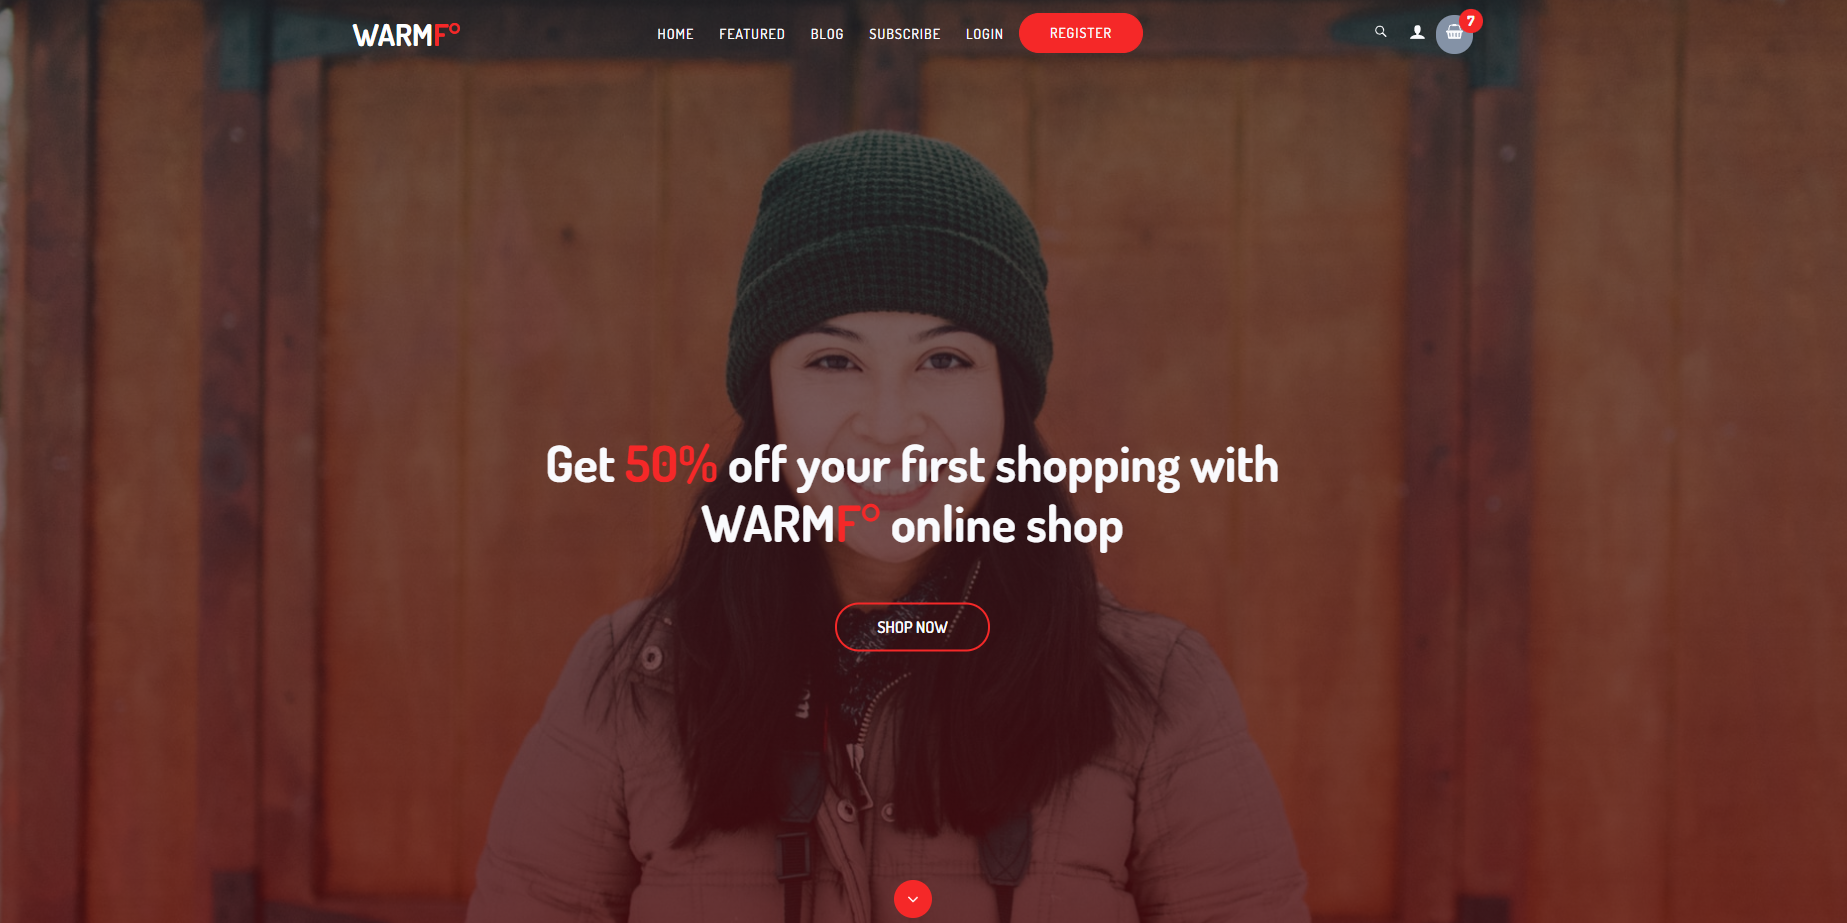 WARMF°
HOME
FEATURED
BLOG
SUBSCRIBE
LOGIN
REGISTER
7
Get 50% off your first shopping with
WARMF° online shop
SHOP NOW